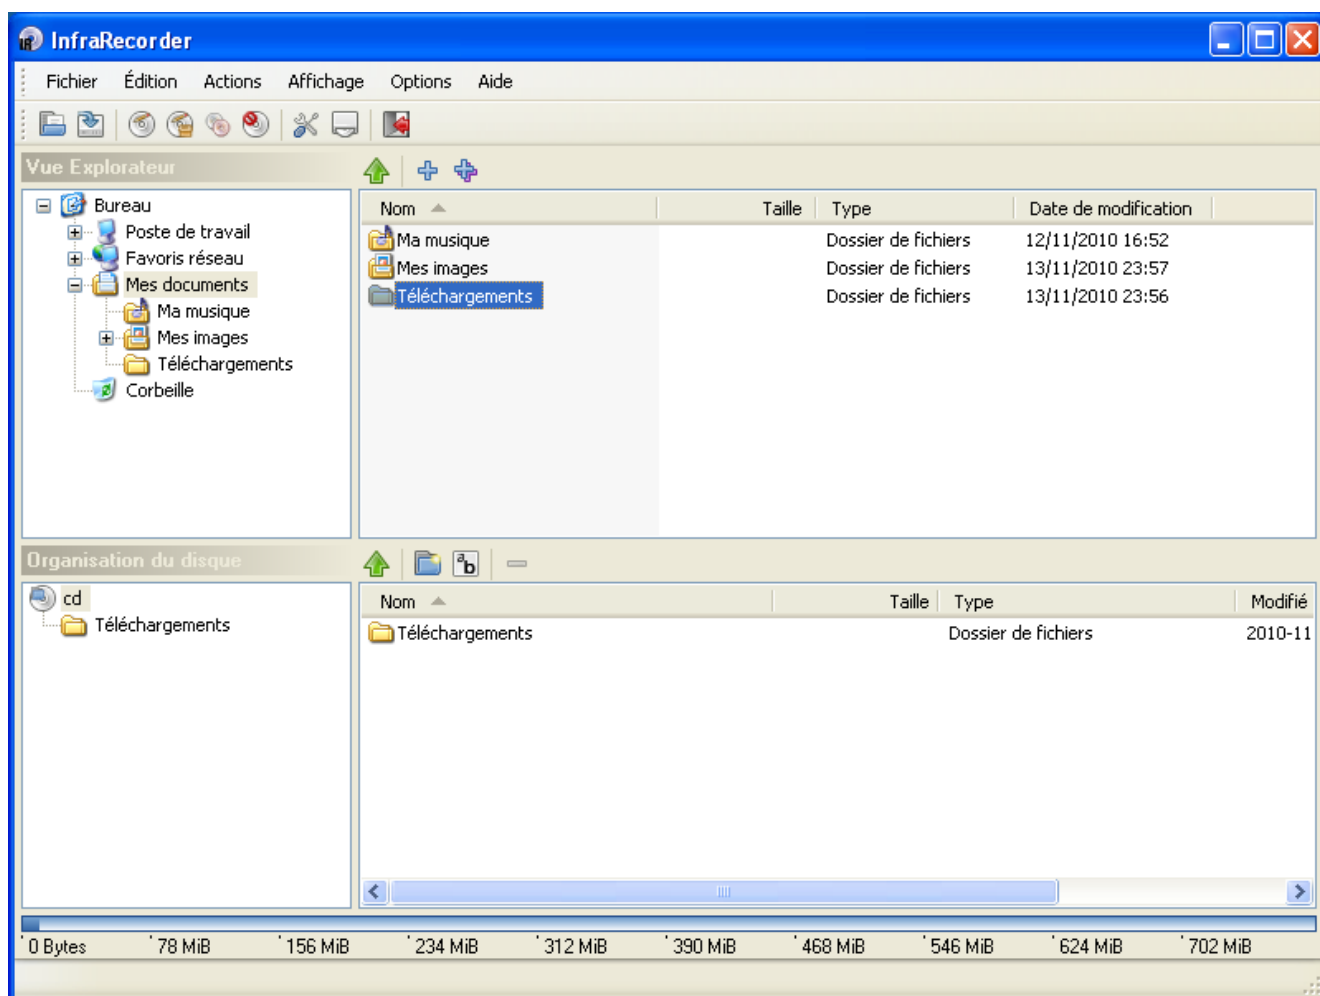 InfraRecorder
Fichier Édition Actions Affichage Options Aide
Vue Explorateur
Bureau
Poste de travail
Favoris réseau
Mes documents
Ma musique
Mes images
Téléchargements
Corbeille
Nom Taille Type Date de modification
Ma musique Dossier de fichiers 12/11/2010 16:52
Mes images Dossier de fichiers 13/11/2010 23:57
Téléchargements Dossier de fichiers 13/11/2010 23:56
Organisation du disque
cd
Téléchargements
Nom Taille Type Modifié
Téléchargements Dossier de fichiers 2010-11
0 Bytes 78 MiB 156 MiB 234 MiB 312 MiB 390 MiB 468 MiB 546 MiB 624 MiB 702 MiB